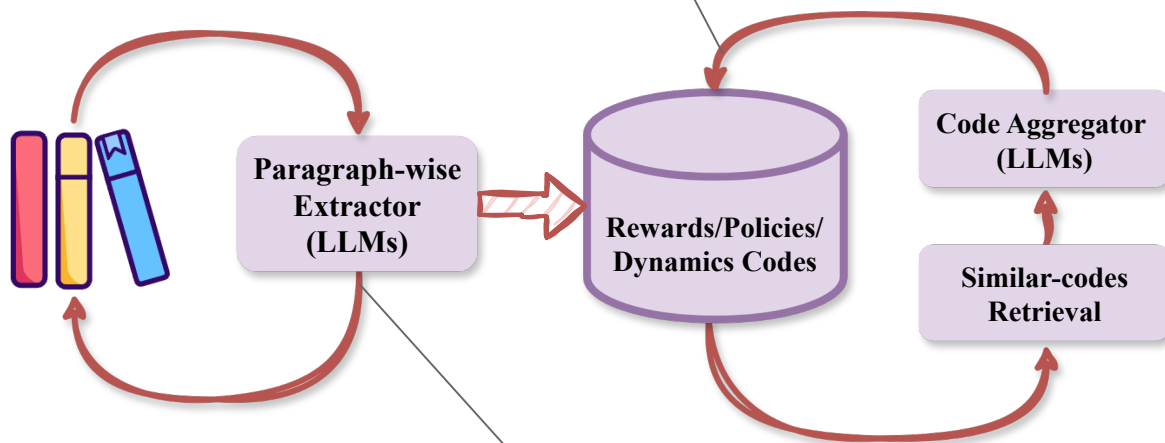 Paragraph-wise
Extractor
(LLMs)
Rewards/Policies/
Dynamics Codes
Code Aggregator
(LLMs)
Similar-codes
Retrieval